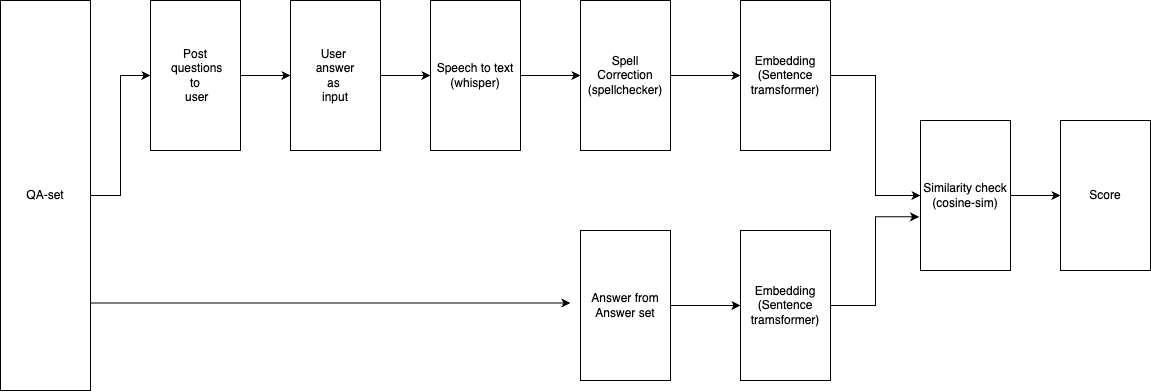 QA-set
Post
questions
to
user
User
answer
as
input
Speech to text
(whisper)
Spell
Correction
(spellchecker)
Embedding
(Sentence
tramsformer)
Answer from
Answer set
Embedding
(Sentence
tramsformer)
Similarity check
(cosine-sim)
Score